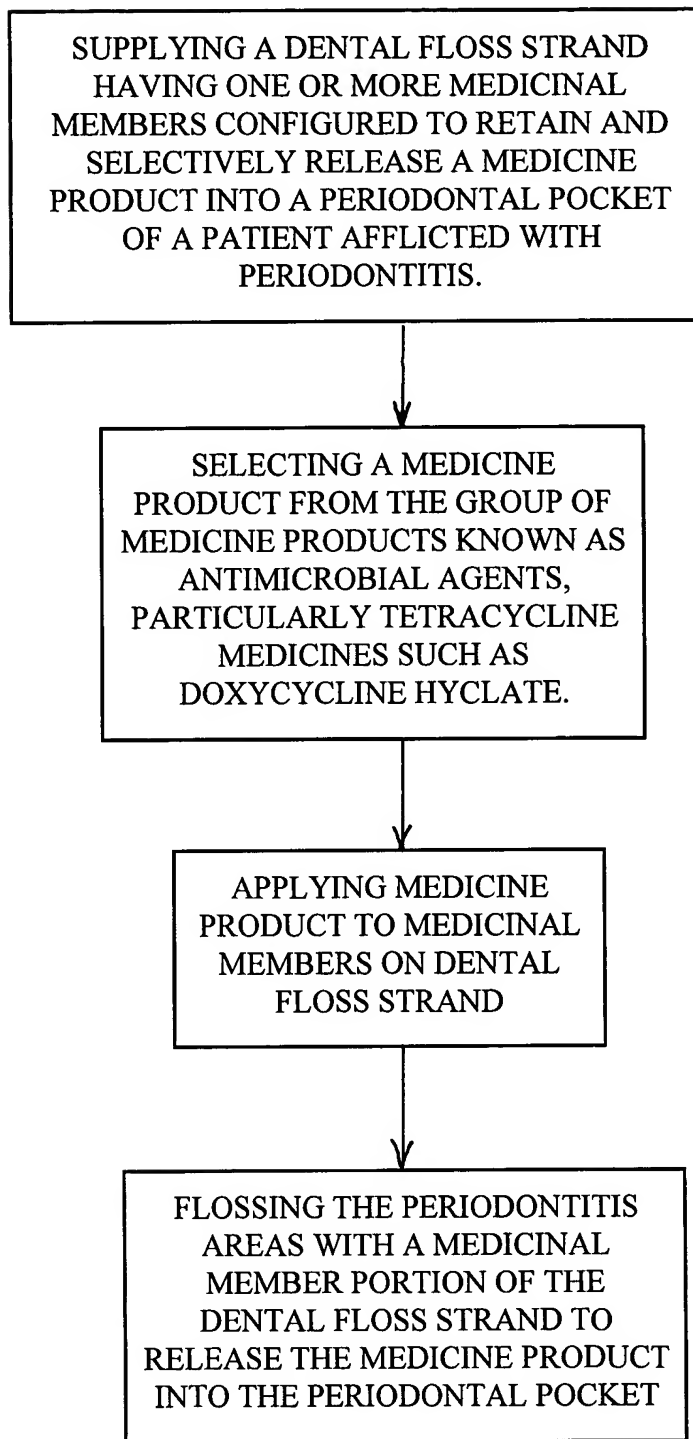 SUPPLYING A DENTAL FLOSS STRAND
HAVING ONE OR MORE MEDICINAL
MEMBERS CONFIGURED TO RETAIN AND
SELECTIVELY RELEASE A MEDICINE
PRODUCT INTO A PERIODONTAL POCKET
OF A PATIENT AFFLICTED WITH
PERIODONTITIS.
SELECTING A MEDICINE
PRODUCT FROM THE GROUP OF
MEDICINE PRODUCTS KNOWN AS
ANTIMICROBIAL AGENTS,
PARTICULARLY TETRACYCLINE
MEDICINES SUCH AS
DOXYCYCLINE HYCLATE.
APPLYING MEDICINE
PRODUCT TO MEDICINAL
MEMBERS ON DENTAL
FLOSS STRAND
FLOSSING THE PERIODONTITIS
AREAS WITH A MEDICINAL
MEMBER PORTION OF THE
DENTAL FLOSS STRAND TO
RELEASE THE MEDICINE PRODUCT
INTO THE PERIODONTAL POCKET